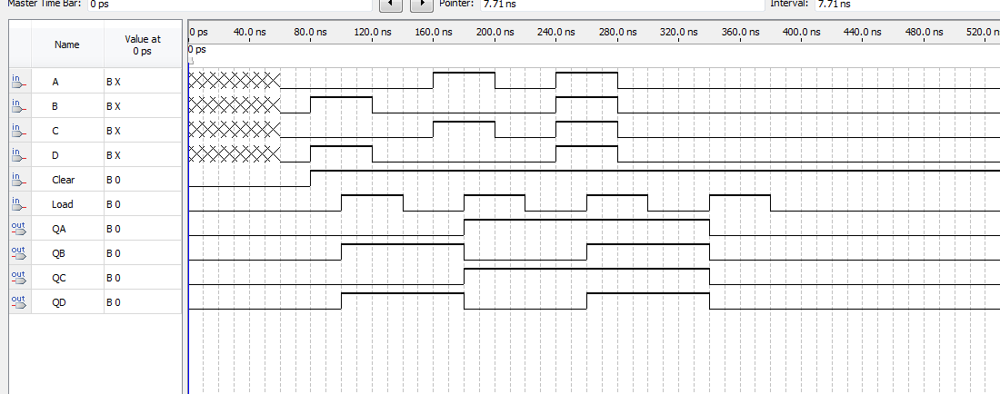 Master Time Bar: 0 ps Pointer: 7.71 ns Interval: 7.71 ns
Name Value at 0 ps
0 ps 40.0 ns 80.0 ns 120.0 ns 160.0 ns 200.0 ns 240.0 ns 280.0 ns 320.0 ns 360.0 ns 400.0 ns 440.0 ns 480.0 ns 520.0
0 ps
in A B X
in B B X
in C B X
in D B X
in Clear B 0
in Load B 0
out QA B 0
out QB B 0
out QC B 0
out QD B 0